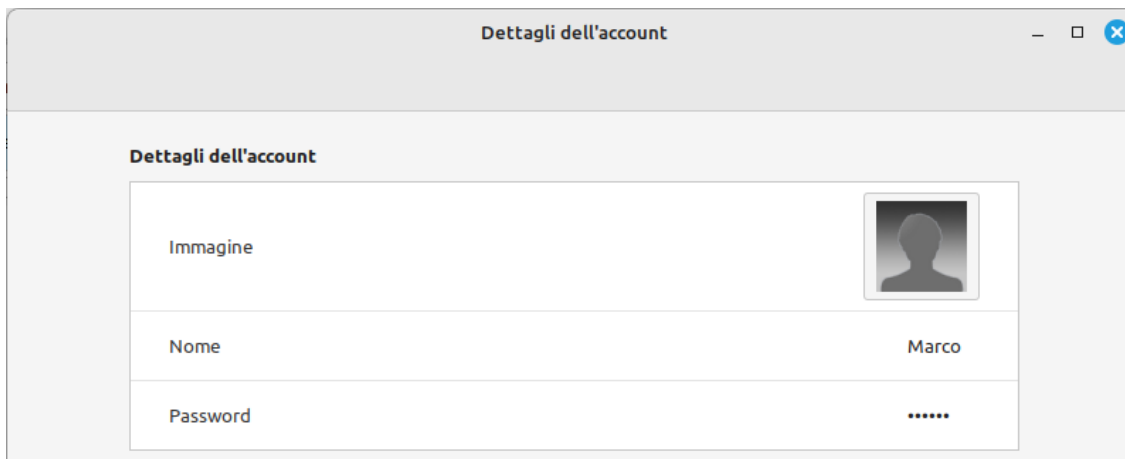 Dettagli dell'account
Dettagli dell'account
Immagine
Nome Marco
Password ••••••